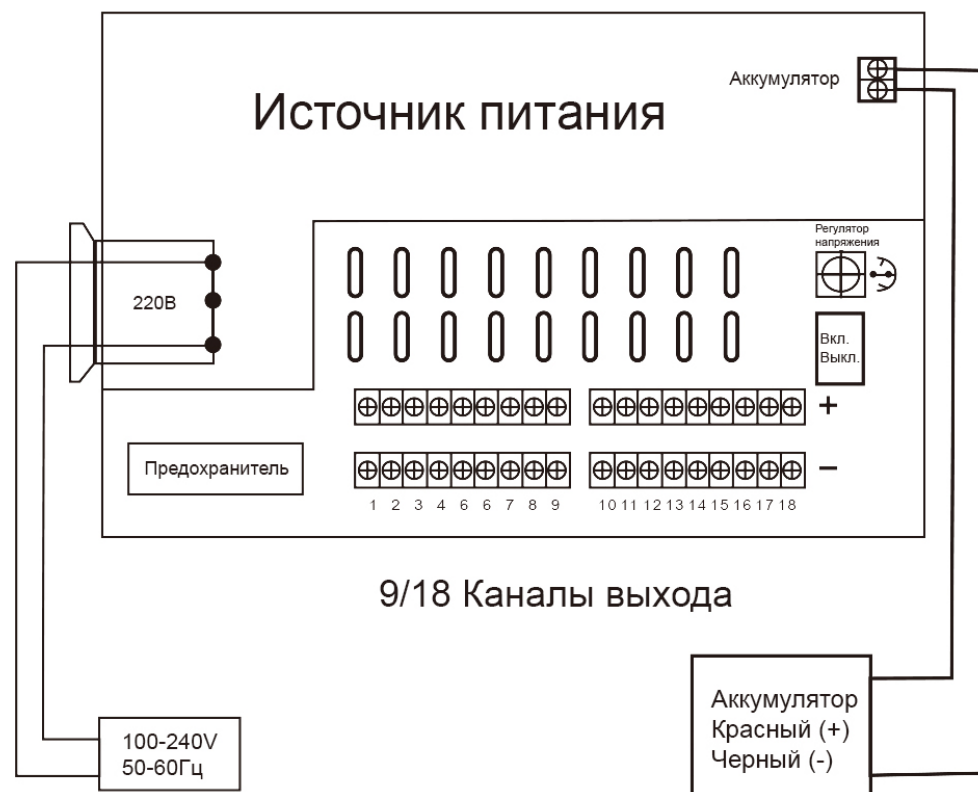 Аккумулятор
Источник питания
Регулятор
напряжения
220В
Вкл.
Выкл.
+
Предохранитель
−
1 2 3 4 6 6 7 8 9 10 11 12 13 14 15 16 17 18
9/18 Каналы выхода
100-240V
50-60Гц
Аккумулятор
Красный (+)
Черный (-)